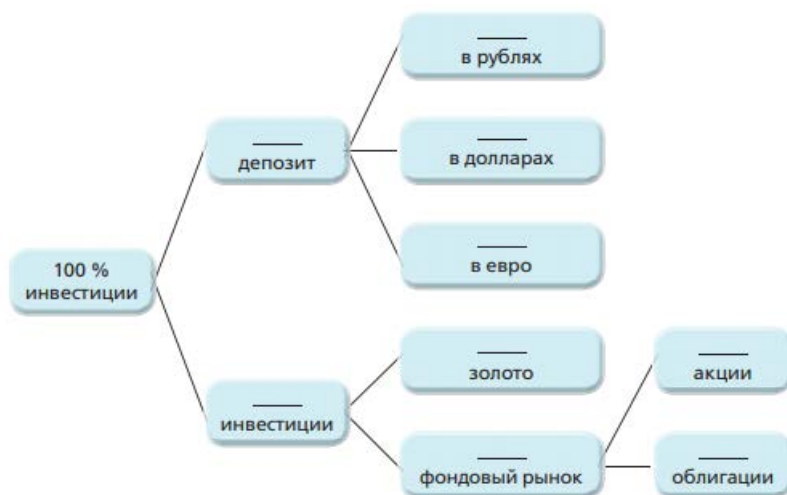 в рублях
депозит
в долларах
в евро
100 %
инвестиции
золото
акции
инвестиции
фондовый рынок
облигации